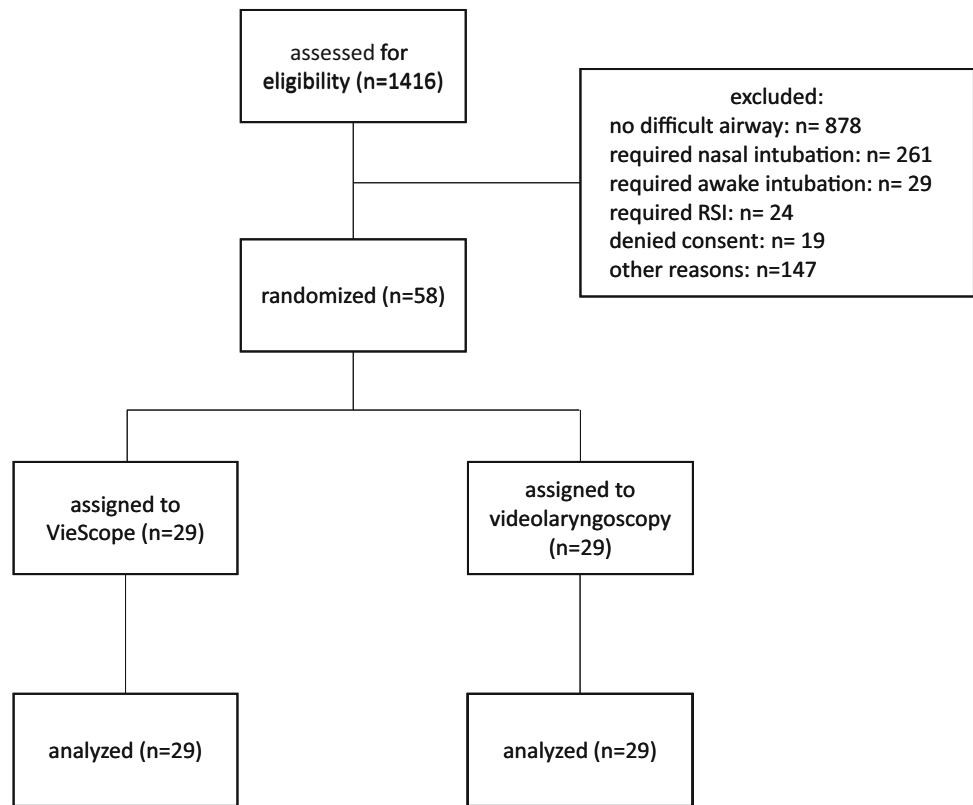 assessed for
eligibility (n=1416)
excluded:
no difficult airway: n= 878
required nasal intubation: n= 261
required awake intubation: n= 29
required RSI: n= 24
denied consent: n= 19
other reasons: n=147
randomized (n=58)
assigned to
VieScope (n=29)
assigned to
videolaryngoscopy
(n=29)
analyzed (n=29)
analyzed (n=29)